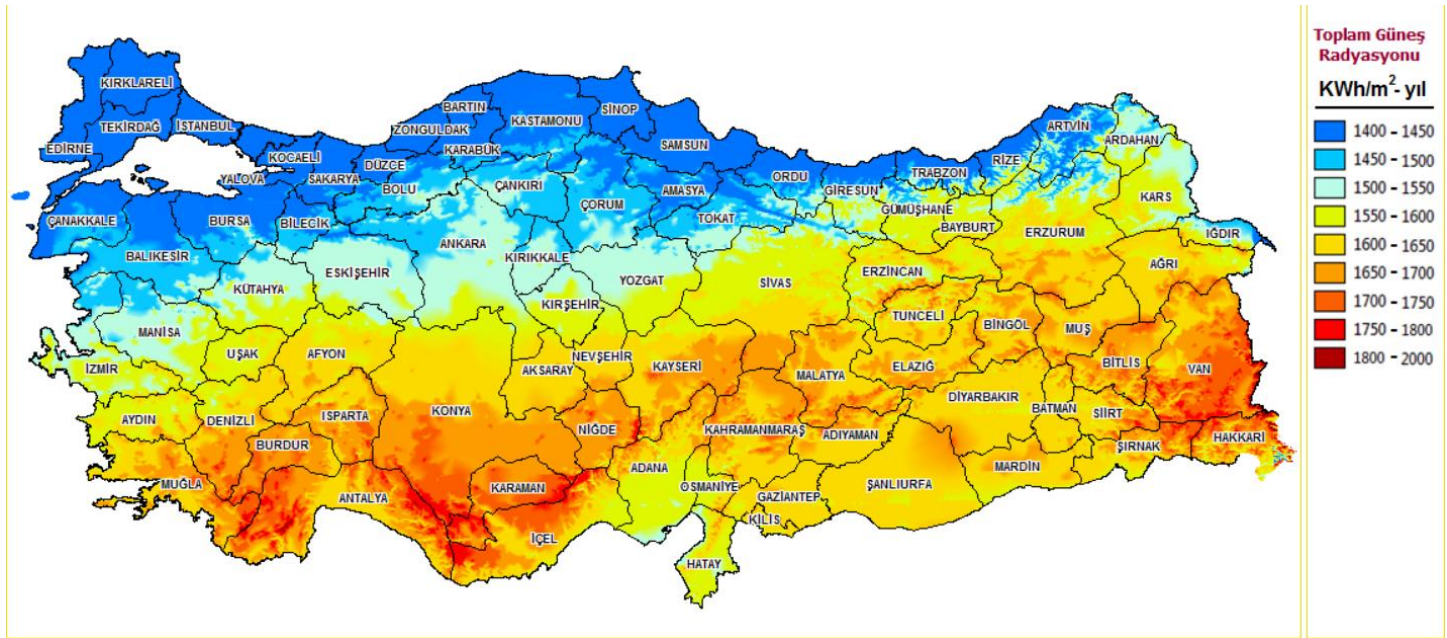 Toplam Güneş
Radyasyonu
KWh/m²- yıl
1400 - 1450
1450 - 1500
1500 - 1550
1550 - 1600
1600 - 1650
1650 - 1700
1700 - 1750
1750 - 1800
1800 - 2000
KIRKLARELİ
TEKİRDAĞ
İSTANBUL
EDİRNE
KOCAELİ
YALOVA
SAKARYA
DÜZCE
ZONGULDAK
BARTIN
KARABÜK
KASTAMONU
SİNOP
SAMSUN
ORDU
GİRESUN
TRABZON
RİZE
ARTVİN
ARDAHAN
ÇANAKKALE
BURSA
BİLECİK
BOLU
ÇANKIRI
ÇORUM
AMASYA
TOKAT
GÜMÜŞHANE
BAYBURT
ERZURUM
KARS
IĞDIR
BALIKESİR
KÜTAHYA
ESKİŞEHİR
ANKARA
KIRIKKALE
YOZGAT
SİVAS
ERZİNCAN
AĞRI
MANİSA
UŞAK
AFYON
KIRŞEHİR
NEVŞEHİR
AKSARAY
KAYSERİ
MALATYA
TUNCELİ
ELAZIĞ
BİNGÖL
MUŞ
BİTLİS
VAN
İZMİR
AYDIN
DENİZLİ
ISPARTA
BURDUR
KONYA
NİĞDE
KAHRAMANMARAŞ
ADIYAMAN
DİYARBAKIR
BATMAN
SİİRT
ŞIRNAK
HAKKARİ
MUĞLA
ANTALYA
KARAMAN
İÇEL
ADANA
OSMANİYE
GAZİANTEP
KİLİS
HATAY
ŞANLIURFA
MARDİN